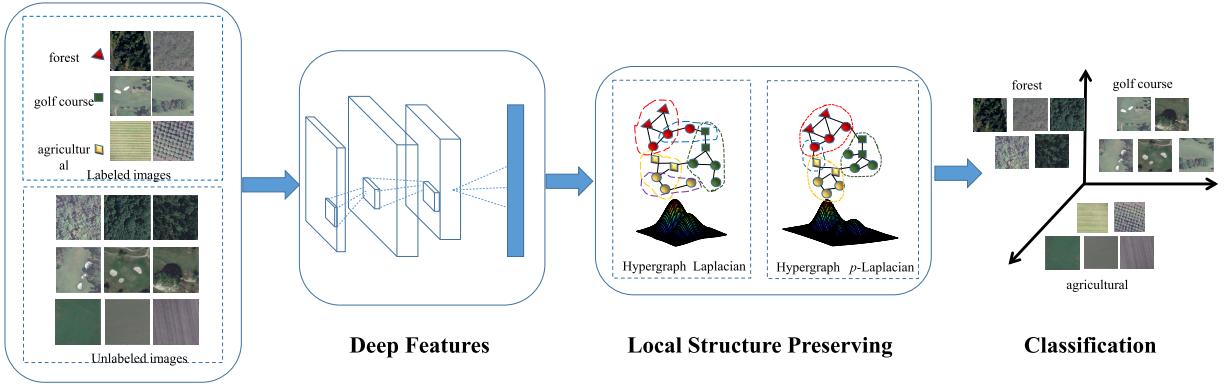 forest
golf course
agricultur
al
Labeled images
Unlabeled images
Deep Features
Hypergraph Laplacian
Hypergraph p-Laplacian
Local Structure Preserving
forest
golf course
agricultural
Classification